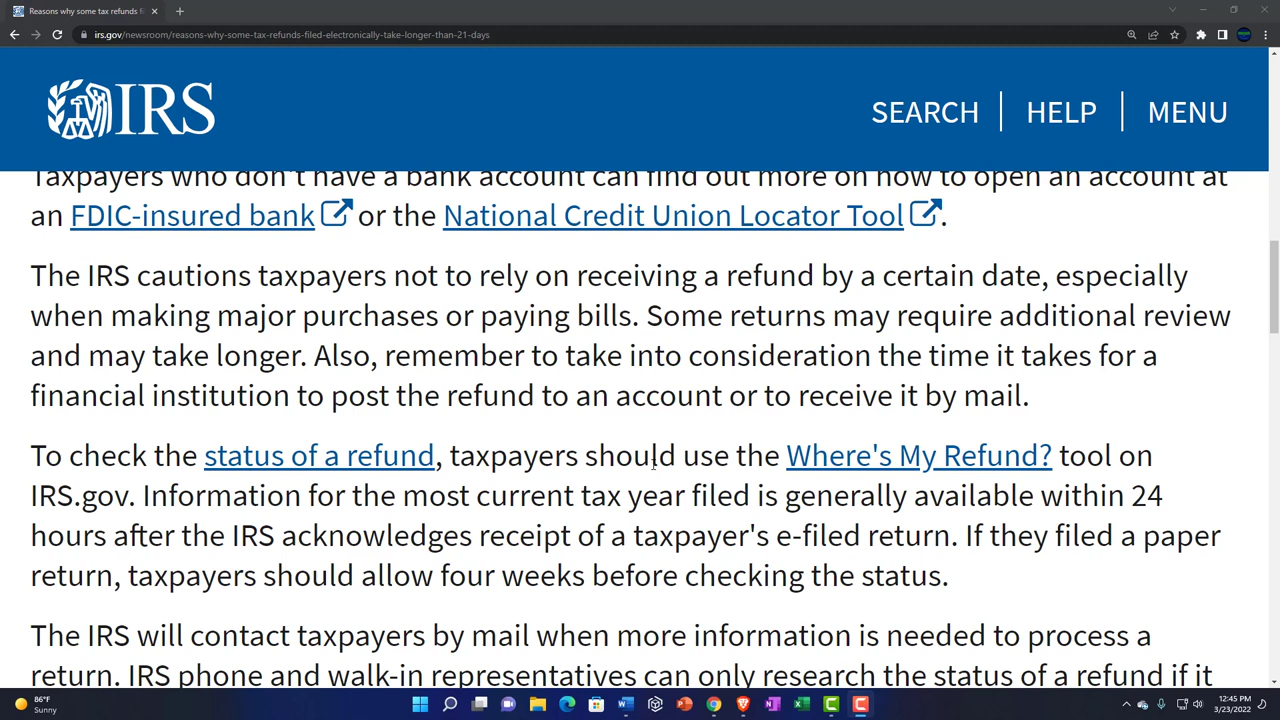 Reasons why some tax refunds f
irs.gov/newsroom/reasons-why-some-tax-refunds-filed-electronically-take-longer-than-21-days
IRS
SEARCH
HELP
MENU
Taxpayers who don't have a bank account can find out more on how to open an account at
an FDIC-insured bank or the National Credit Union Locator Tool.
The IRS cautions taxpayers not to rely on receiving a refund by a certain date, especially
when making major purchases or paying bills. Some returns may require additional review
and may take longer. Also, remember to take into consideration the time it takes for a
financial institution to post the refund to an account or to receive it by mail.
To check the status of a refund, taxpayers should use the Where's My Refund? tool on
IRS.gov. Information for the most current tax year filed is generally available within 24
hours after the IRS acknowledges receipt of a taxpayer's e-filed return. If they filed a paper
return, taxpayers should allow four weeks before checking the status.
The IRS will contact taxpayers by mail when more information is needed to process a
return. IRS phone and walk-in representatives can only research the status of a refund if it
86°F
Sunny
12:45 PM
3/23/2022